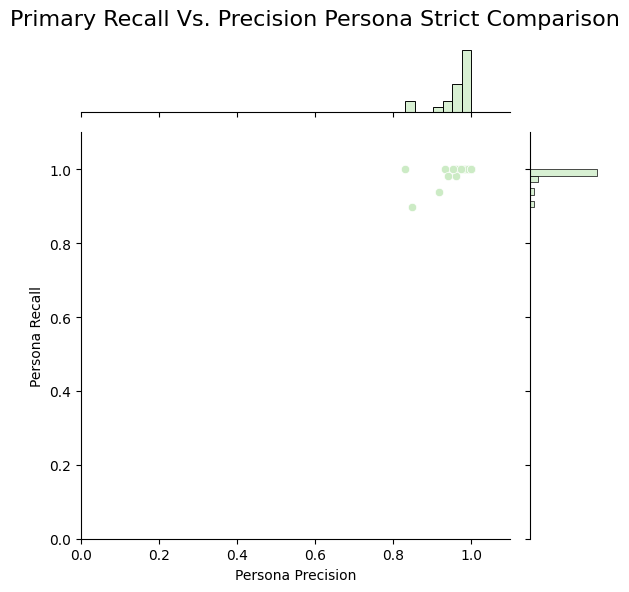 Primary Recall Vs. Precision Persona Strict Comparison
1.0
0.8
0.6
0.4
0.2
0.0
Persona Recall
0.0 0.2 0.4 0.6 0.8 1.0
Persona Precision